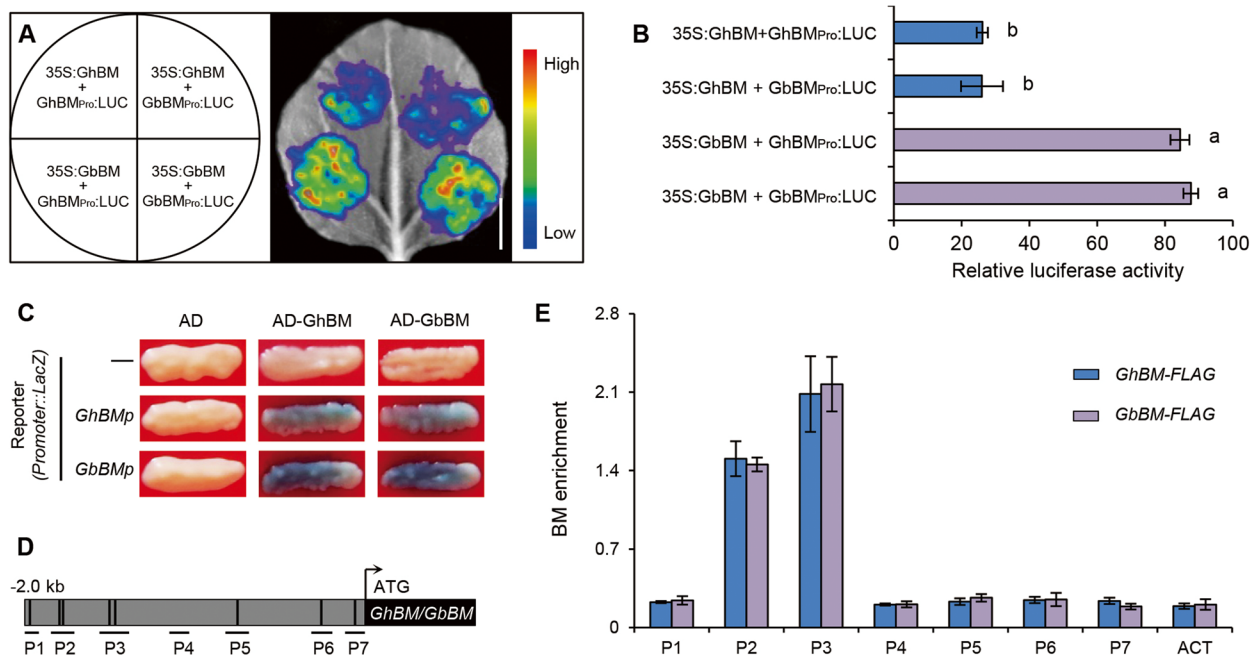 A
35S:GhBM
+
GhBMPro:LUC
35S:GhBM
+
GbBMPro:LUC
35S:GbBM
+
GhBMPro:LUC
35S:GbBM
+
GbBMPro:LUC
High
Low
B
35S:GhBM+GhBMPro:LUC
b
35S:GhBM + GbBMPro:LUC
b
35S:GbBM + GhBMPro:LUC
a
35S:GbBM + GbBMPro:LUC
a
0 20 40 60 80 100
Relative luciferase activity
C
AD AD-GhBM AD-GbBM
Reporter
(Promoter::LacZ)
—
GhBMp
GbBMp
D
-2.0 kb
ATG
GhBM/GbBM
P1 P2 P3 P4 P5 P6 P7
E
BM enrichment
2.8
2.1
1.4
0.7
0
GhBM-FLAG
GbBM-FLAG
P1 P2 P3 P4 P5 P6 P7 ACT